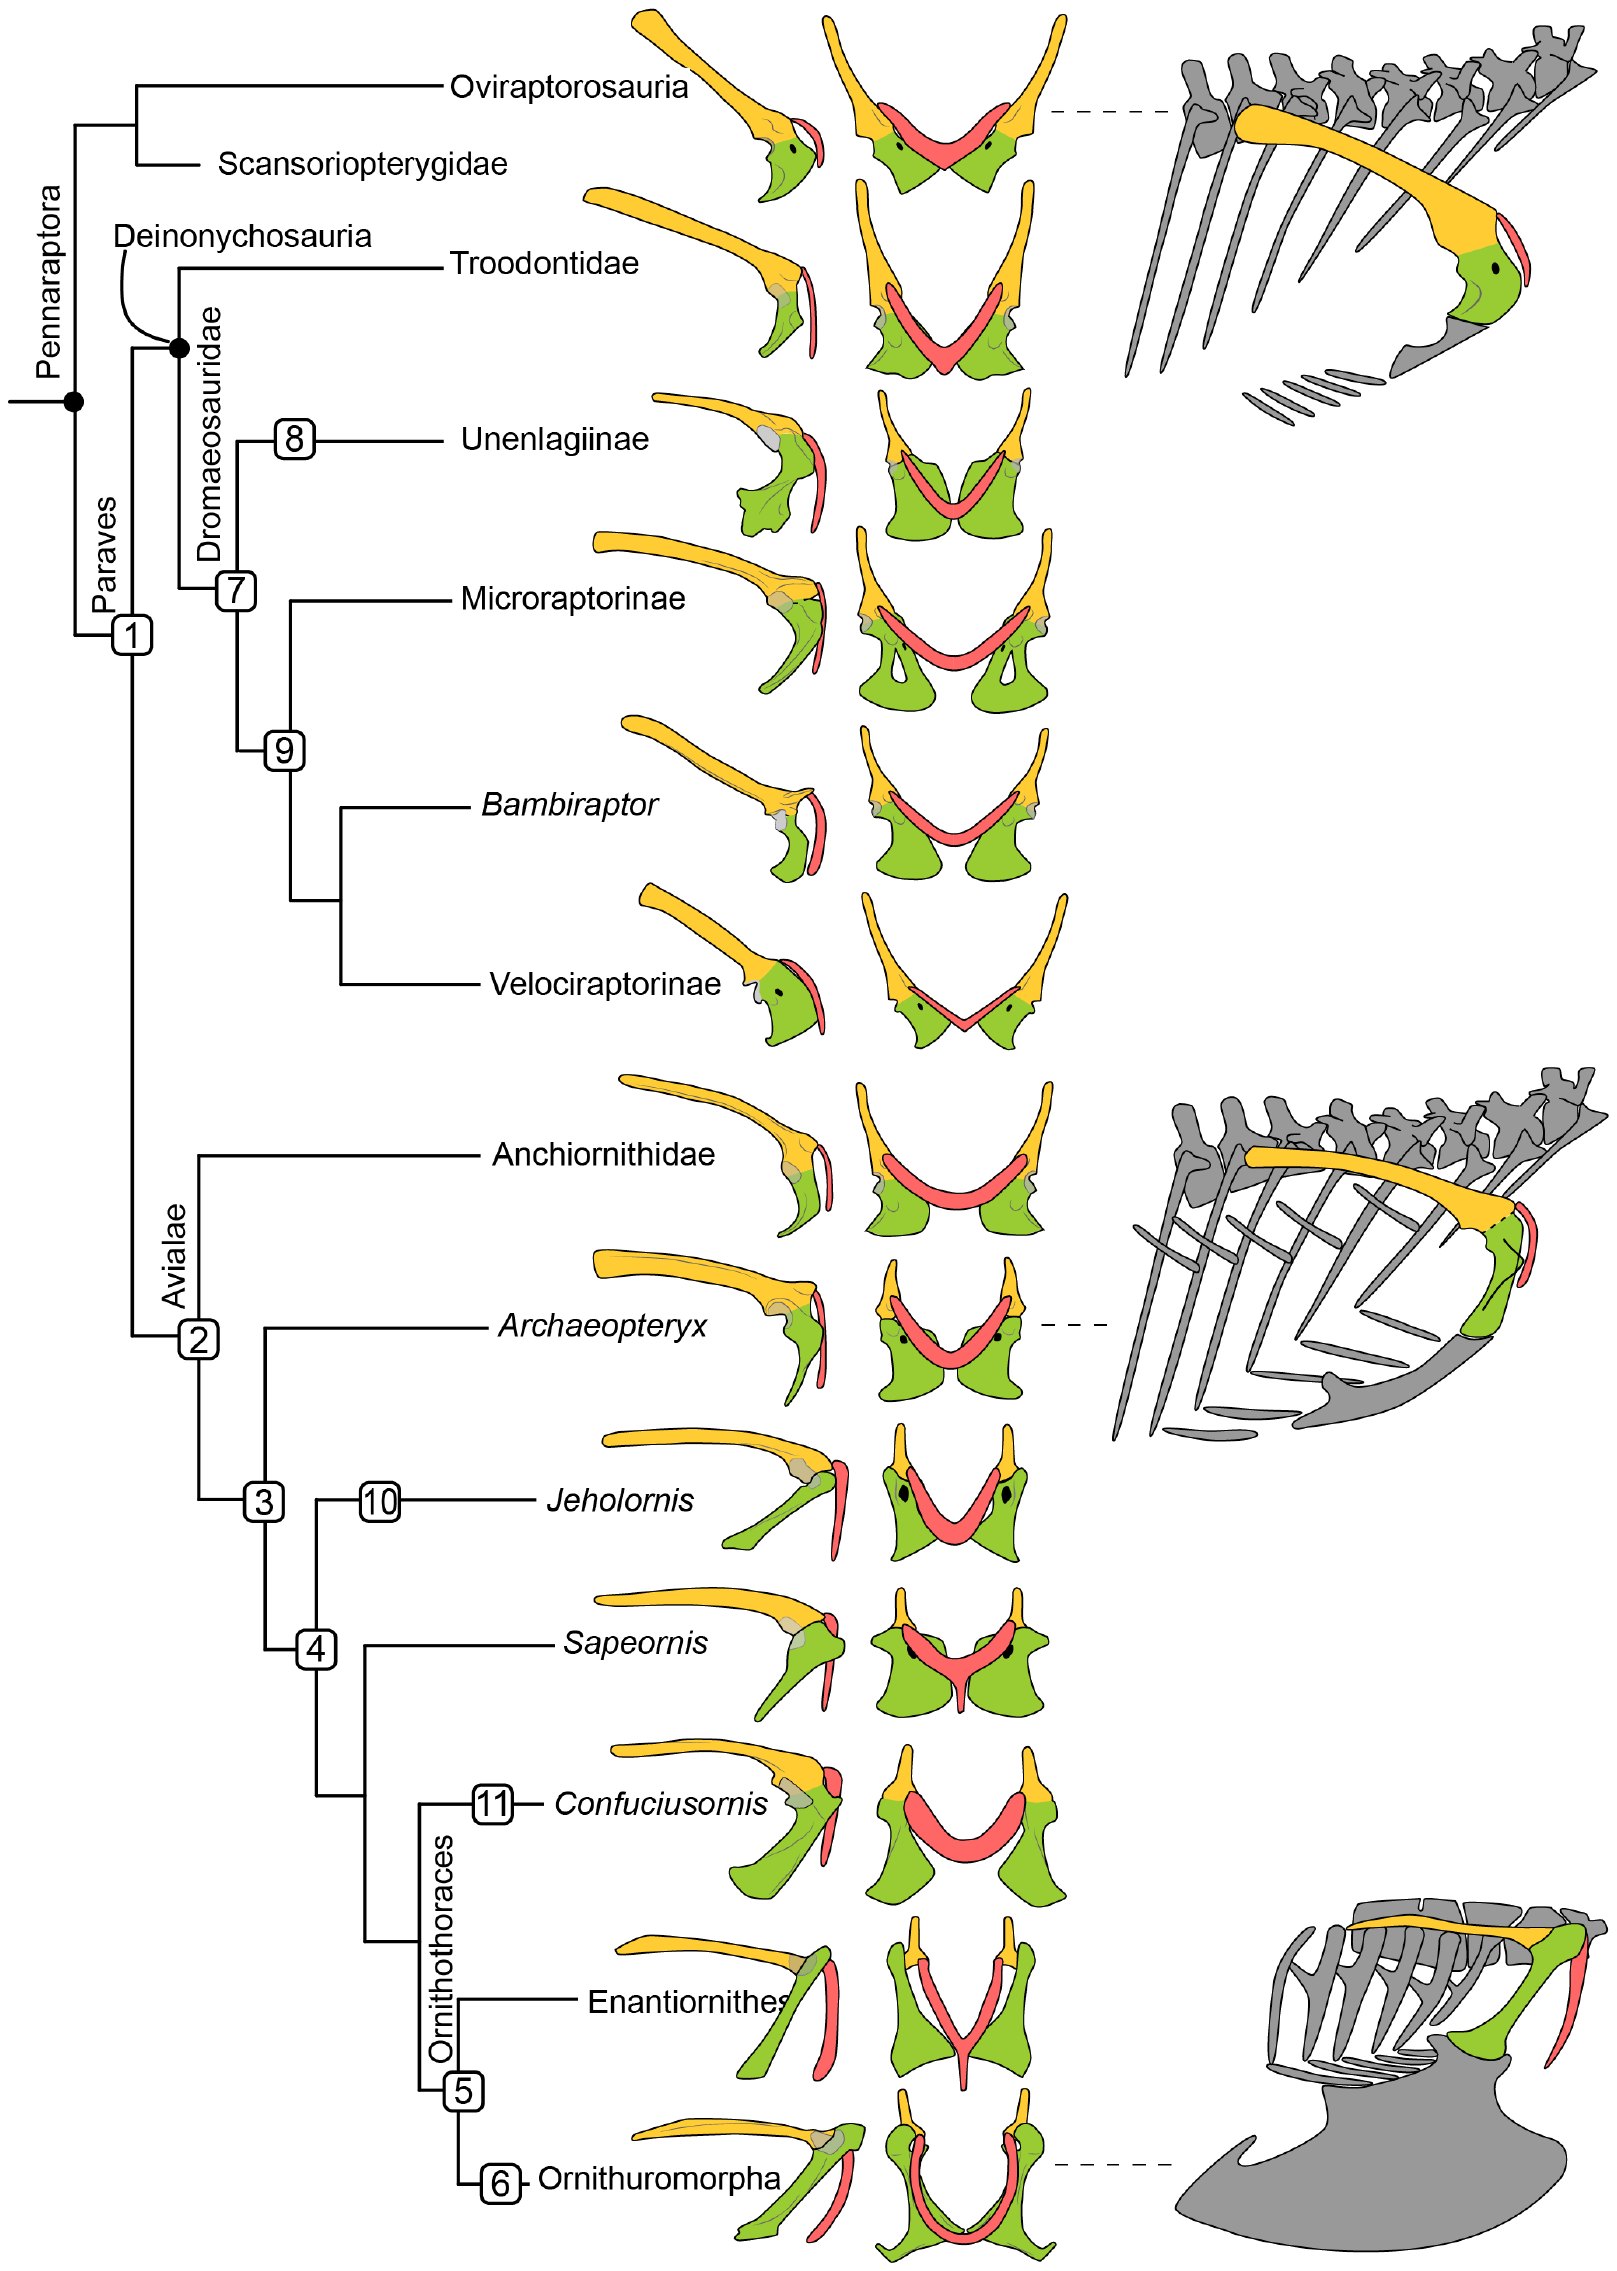 Oviraptorosauria
Scansoriopterygidae
Pennaraptora
Deinonychosauria
Troodontidae
Dromaeosauridae
8
Unenlagiinae
Paraves
7
Microraptorinae
1
9
Bambiraptor
Velociraptorinae
Anchiornithidae
Avialae
2
Archaeopteryx
3
10
Jeholornis
4
Sapeornis
11
Confuciusornis
Ornithothoraces
Enantiornithes
5
6
Ornithuromorpha